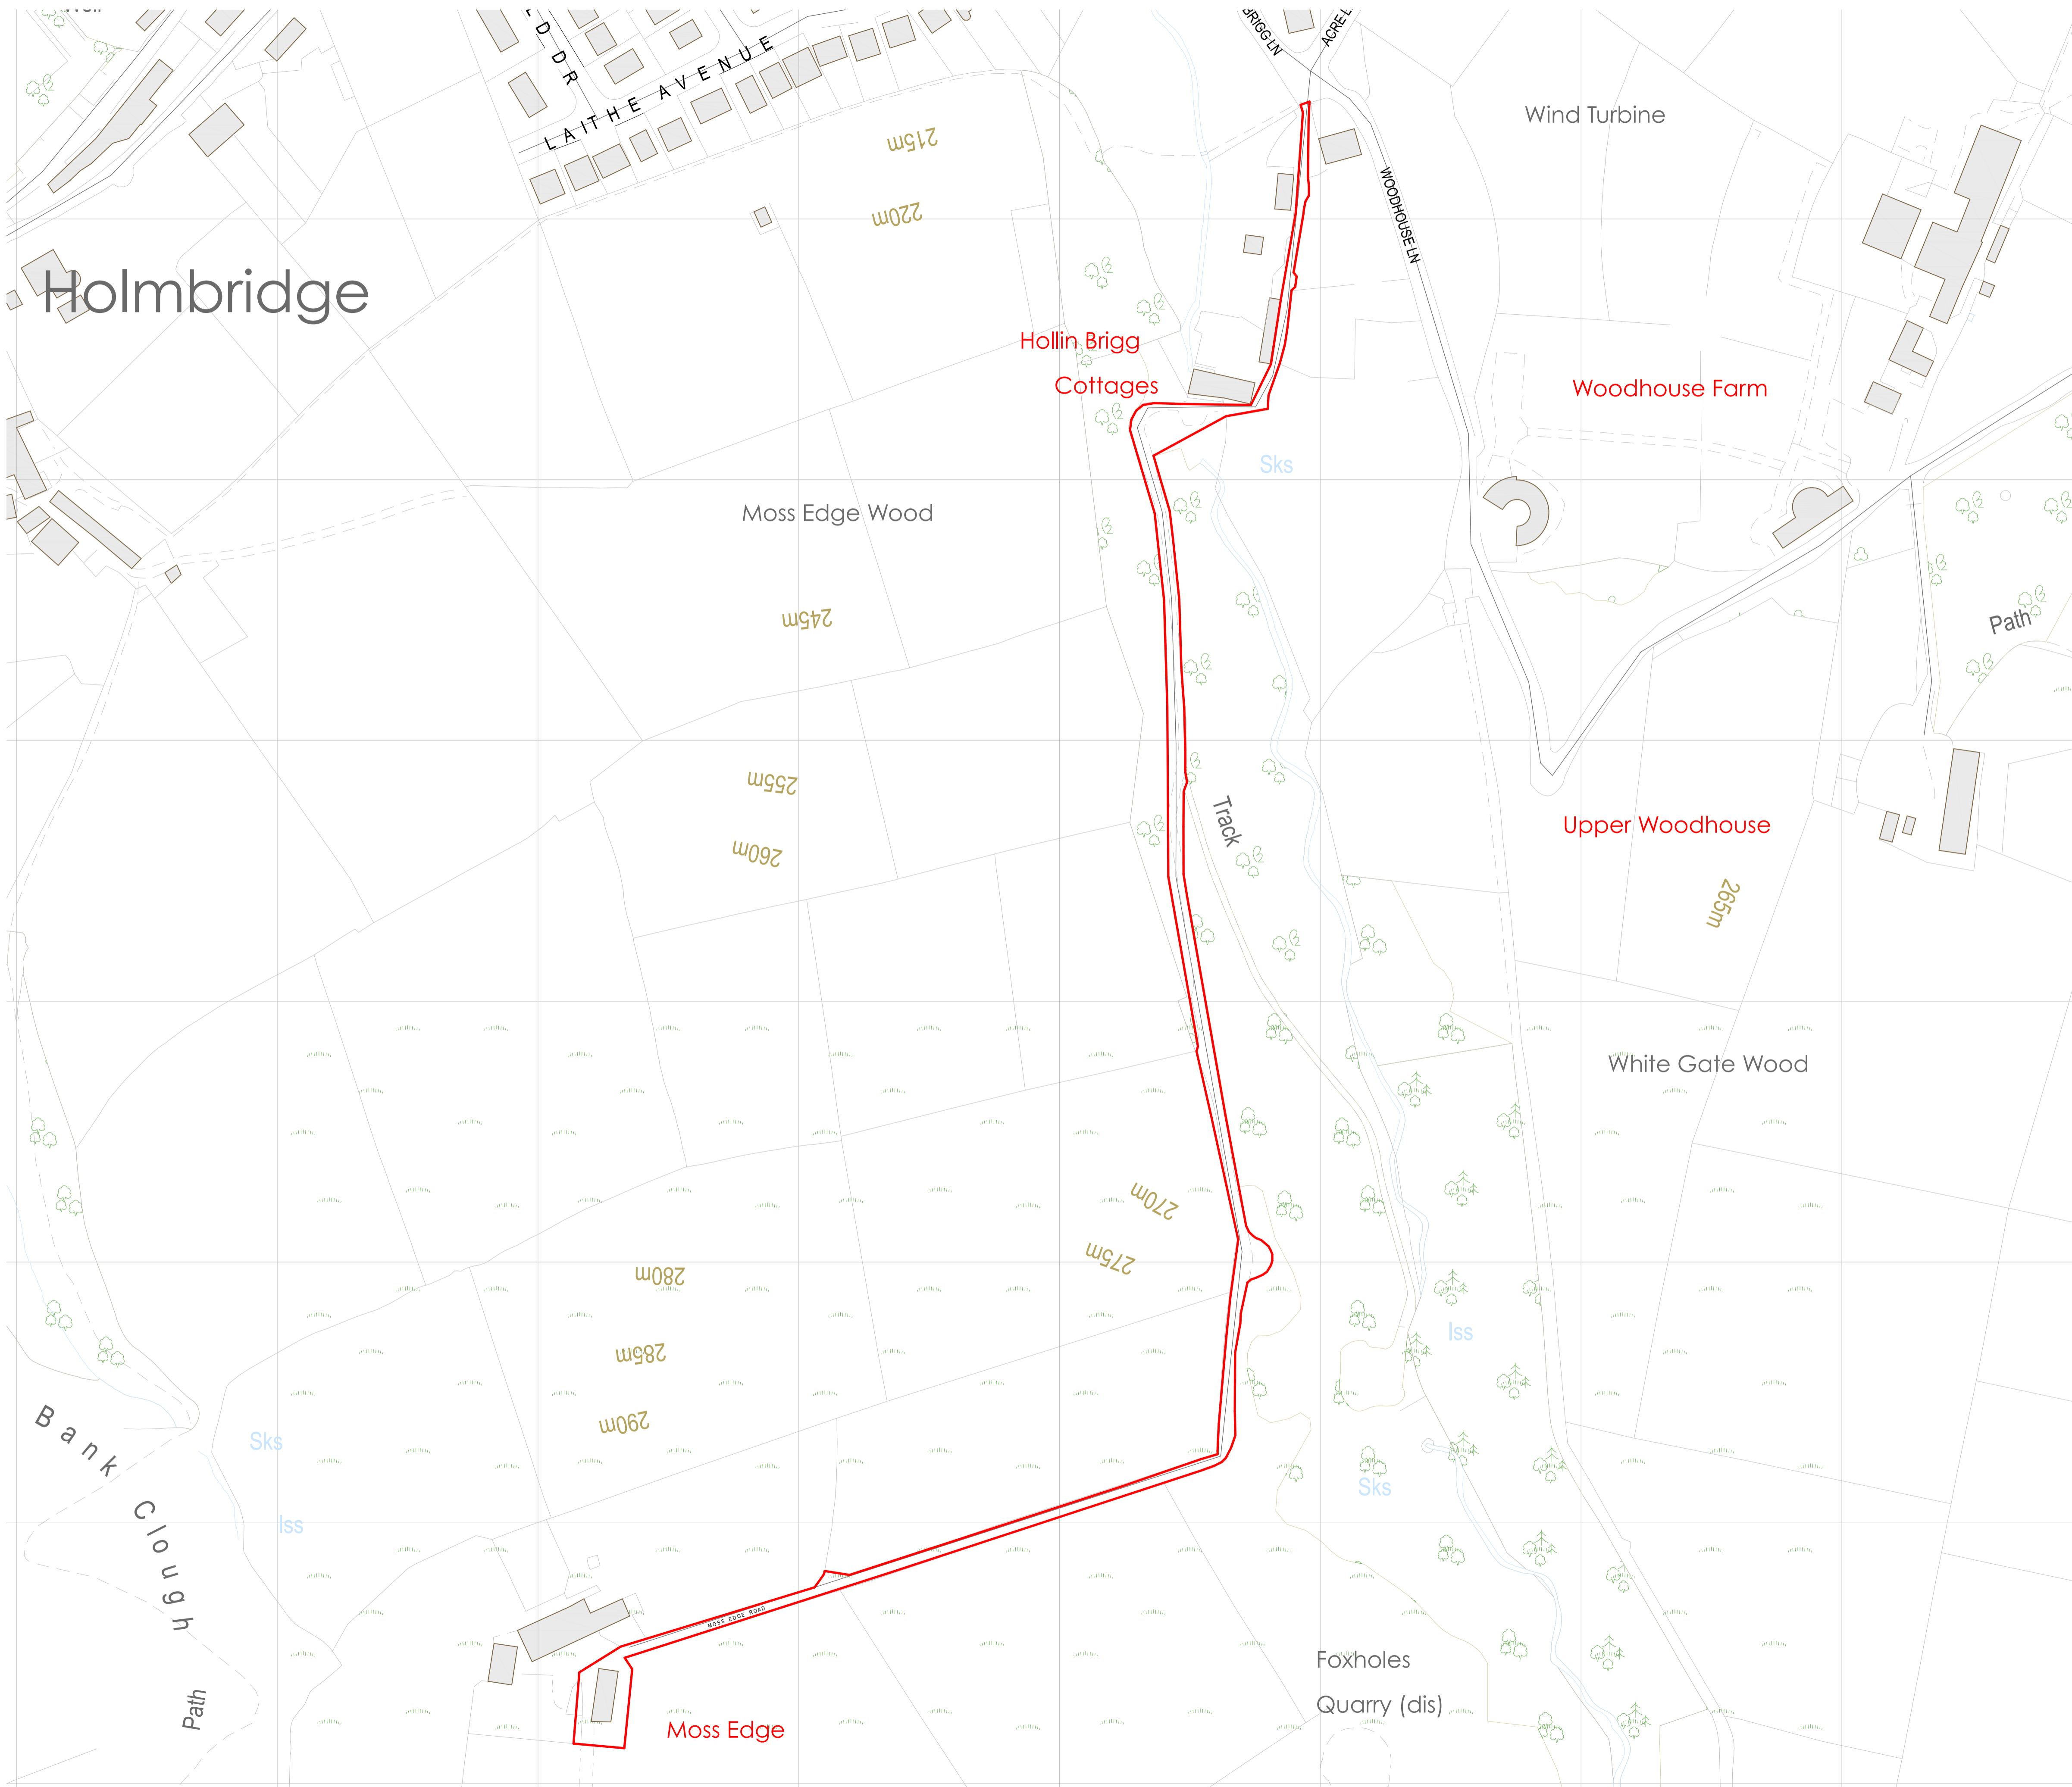 BRIGG LN
D DR
LAITHE AVENUE
Wind Turbine
215m
WOODHOUSE LN
220m
Holmbridge
Hollin Brigg
Cottages
Woodhouse Farm
Sks
Moss Edge Wood
245m
Path
255m
Track
Upper Woodhouse
260m
265m
White Gate Wood
270m
275m
280m
Iss
285m
290m
Bank Clough
Sks
Sks
Iss
MOSS EDGE ROAD
Foxholes
Quarry (dis)
Path
Moss Edge